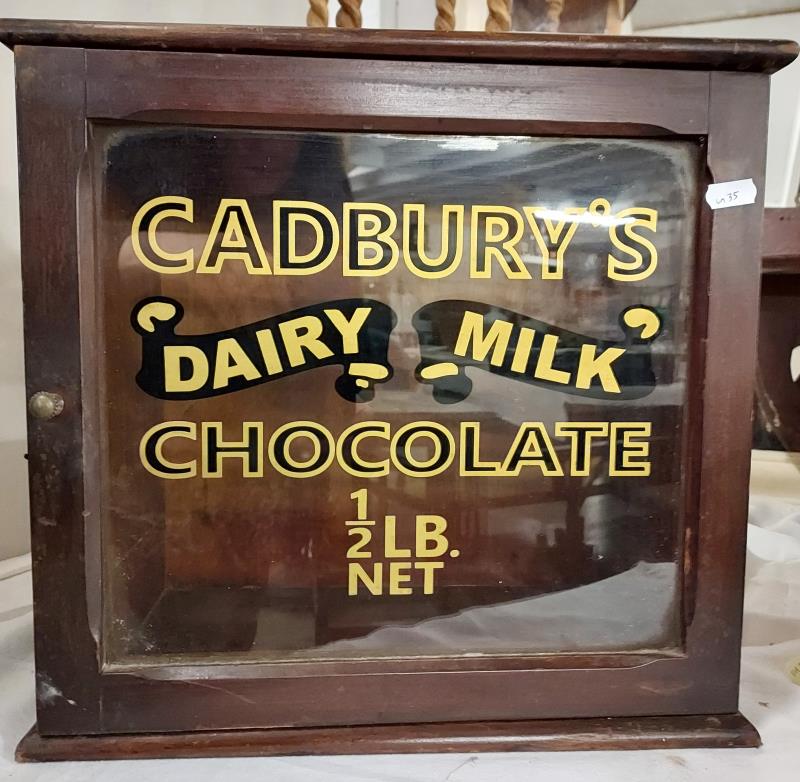 CADBURY'S
DAIRY MILK
CHOCOLATE
½ LB.
NET